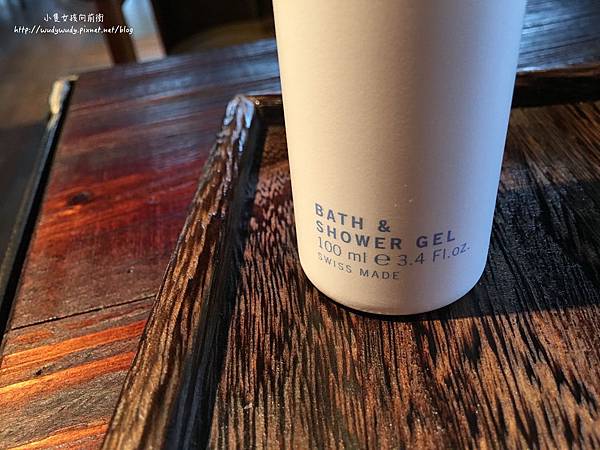 小隻女孩向前衝
http://wudywudy.pixnet.net/blog
BATH &
SHOWER GEL
100 ml ℮ 3.4 Fl.oz.
SWISS MADE